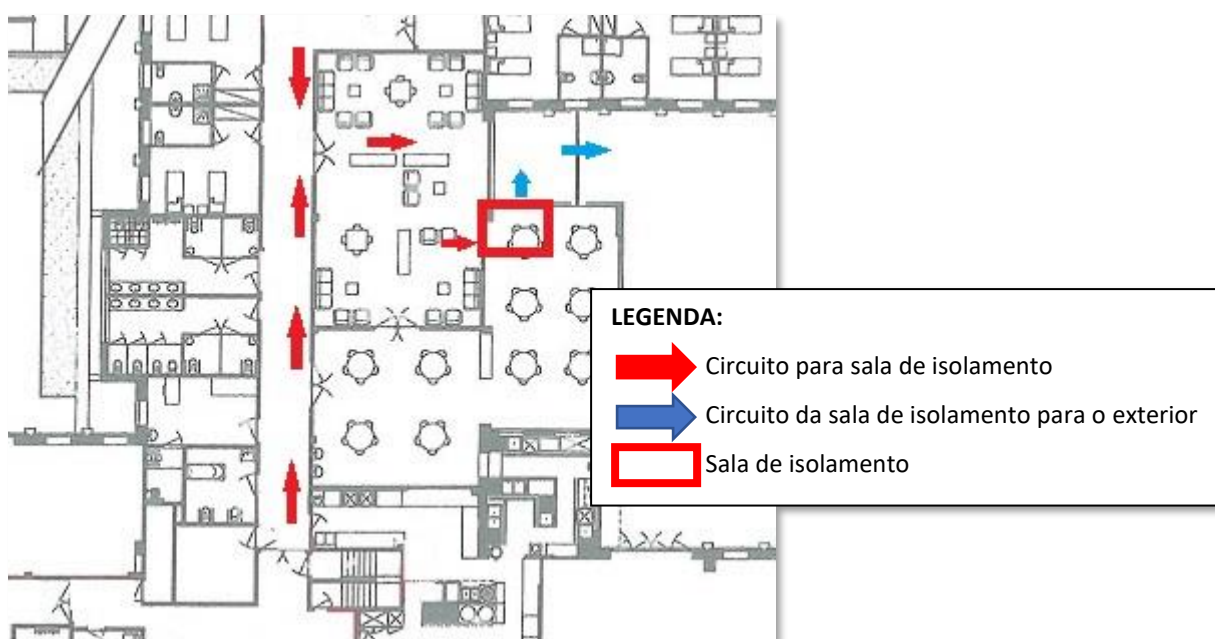 LEGENDA:
Circuito para sala de isolamento
Circuito da sala de isolamento para o exterior
Sala de isolamento